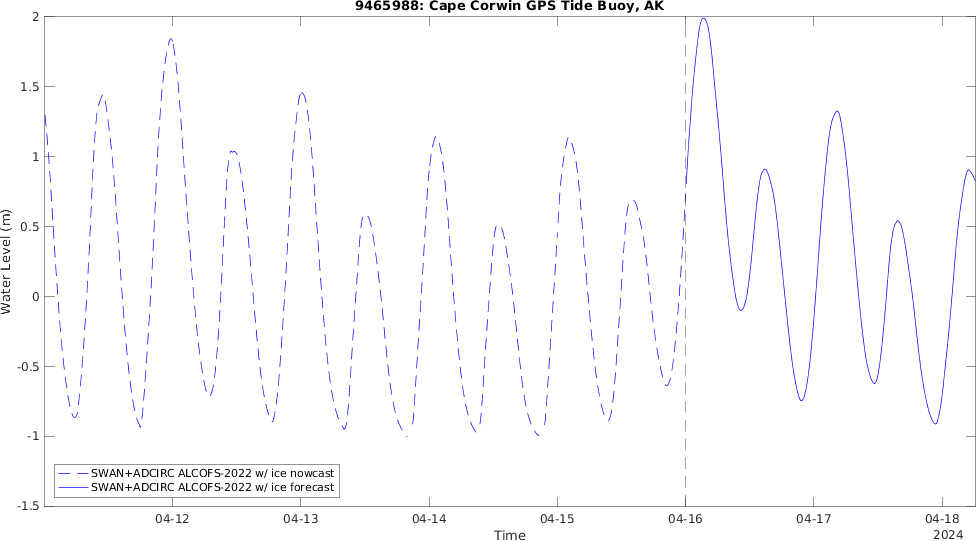 9465988: Cape Corwin GPS Tide Buoy, AK
2
1.5
1
0.5
0
-0.5
-1
-1.5
Water Level (m)
SWAN+ADCIRC ALCOFS-2022 w/ ice nowcast
SWAN+ADCIRC ALCOFS-2022 w/ ice forecast
04-12 04-13 04-14 04-15 04-16 04-17 04-18
Time 2024